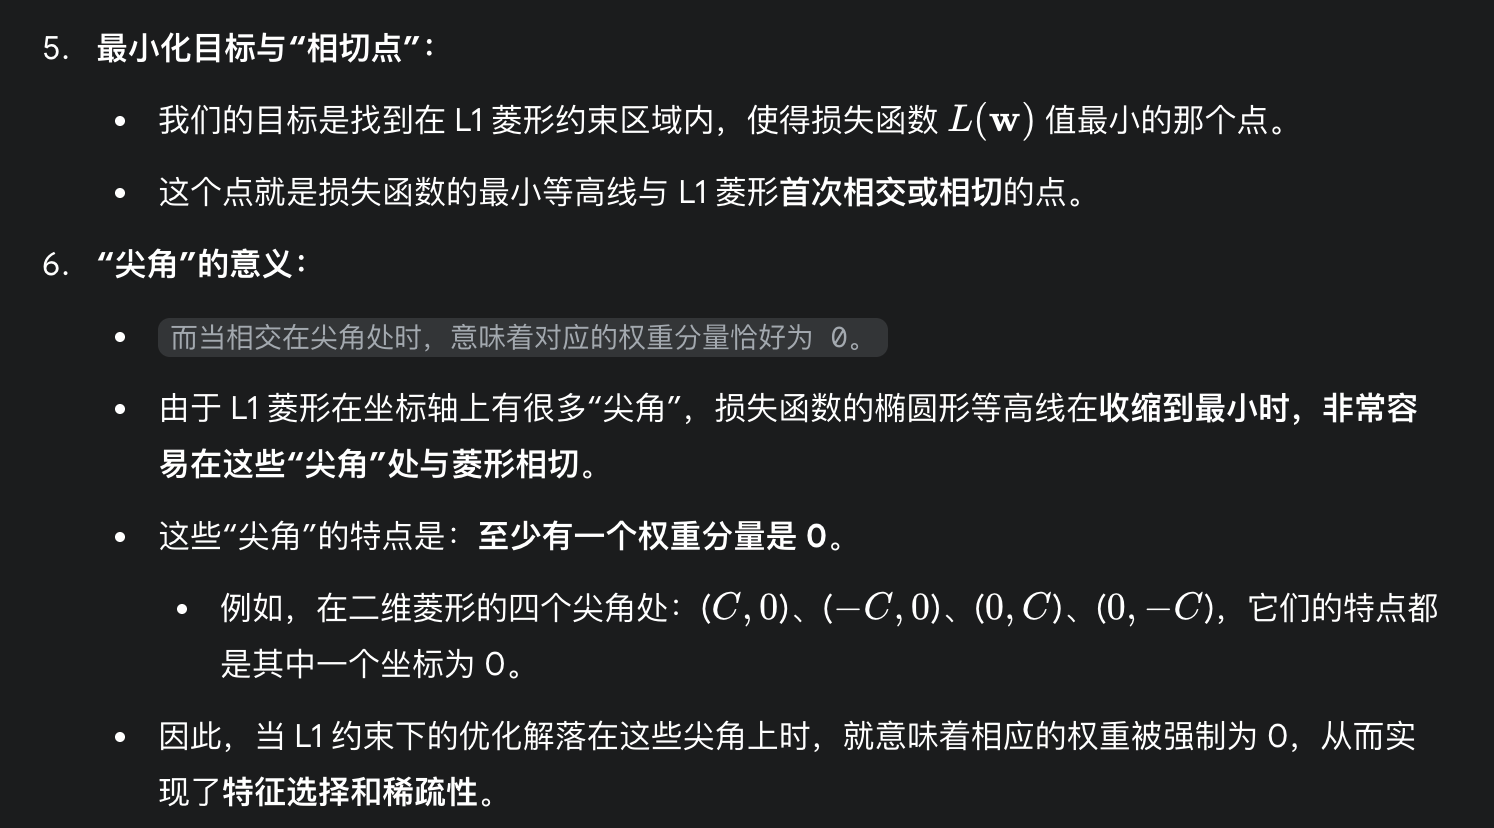 5. 最小化目标与“相切点”：
• 我们的目标是找到在 L1 菱形约束区域内，使得损失函数 L(w) 值最小的那个点。
• 这个点就是损失函数的最小等高线与 L1 菱形首次相交或相切的点。
6. “尖角”的意义：
• 而当相交在尖角处时，意味着对应的权重分量恰好为 0。
• 由于 L1 菱形在坐标轴上有很多“尖角”，损失函数的椭圆形等高线在收缩到最小时，非常容
易在这些“尖角”处与菱形相切。
• 这些“尖角”的特点是：至少有一个权重分量是 0。
• 例如，在二维菱形的四个尖角处：(C, 0)、(−C, 0)、(0, C)、(0, −C)，它们的特点都
是其中一个坐标为 0。
• 因此，当 L1 约束下的优化解落在这些尖角上时，就意味着相应的权重被强制为 0，从而实
现了特征选择和稀疏性。